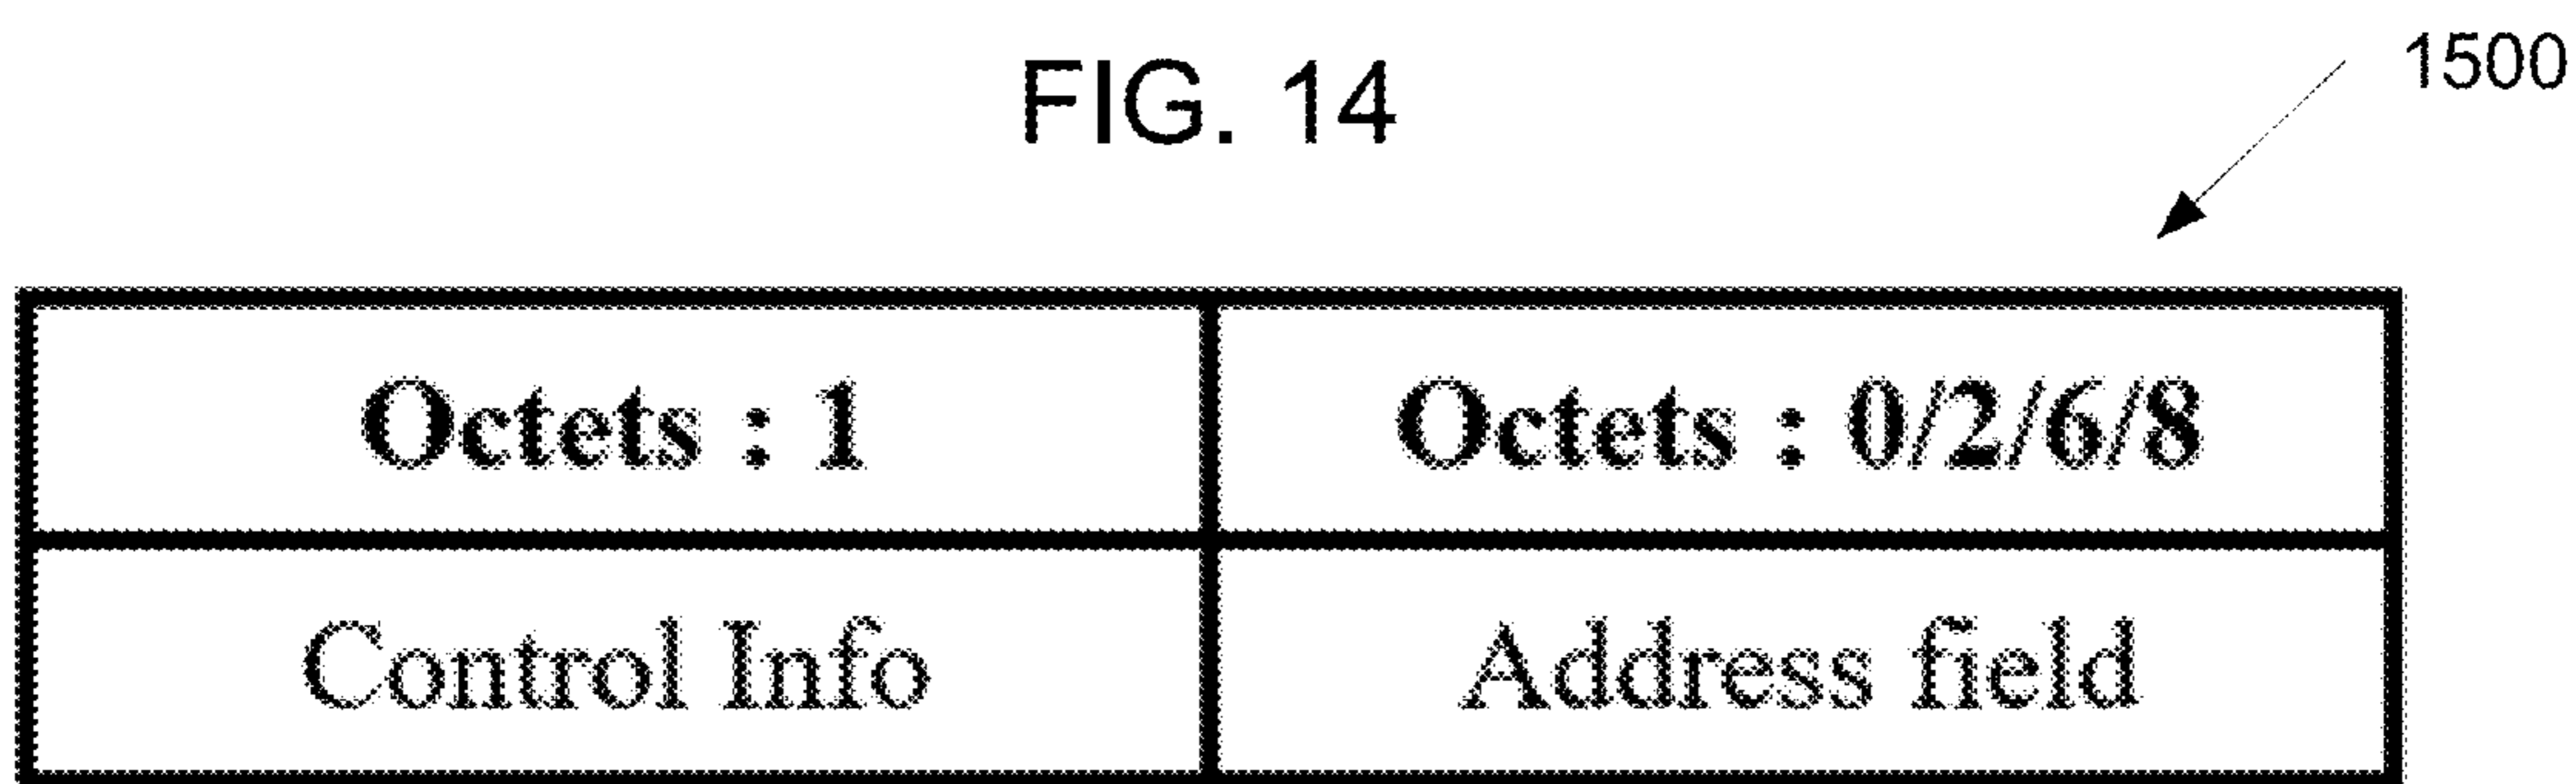 FIG. 14
1500
Octets : 1 Octets : 0/2/6/8
Control Info Address field